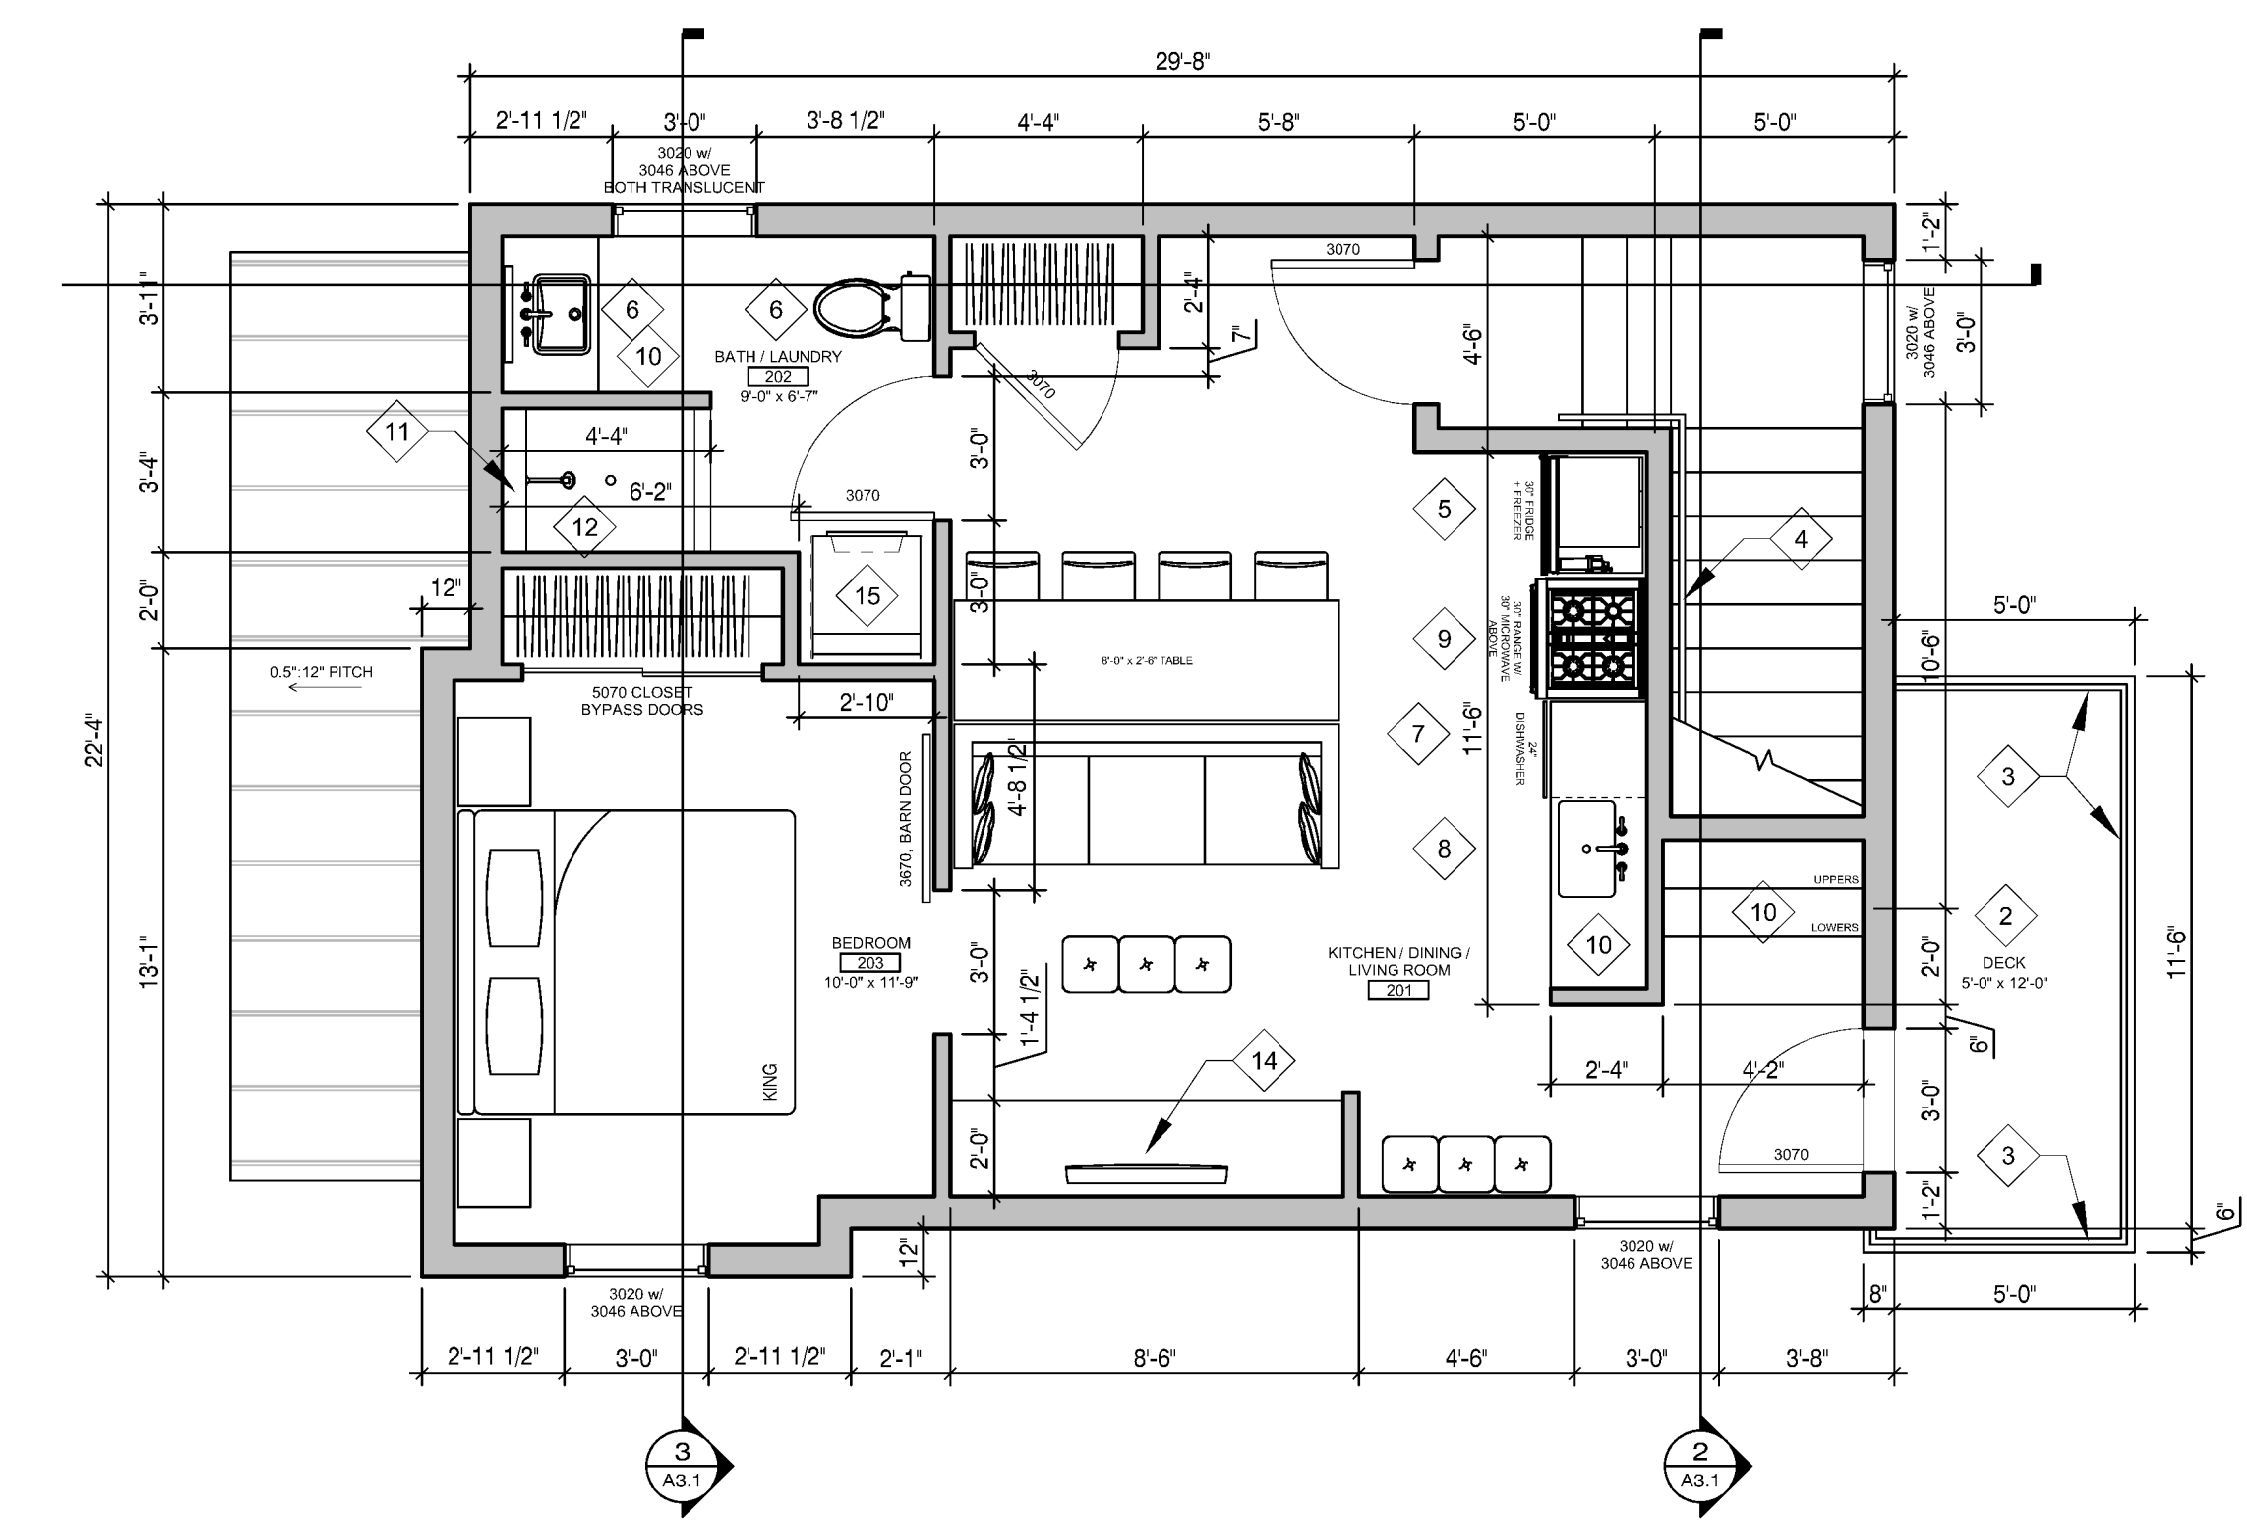 29'-8"
2'-11 1/2"
3'-0"
3'-8 1/2"
4'-4"
5'-8"
5'-0"
5'-0"
3020 w/
3046 ABOVE
BOTH TRANSLUCENT
3'-11"
3'-4"
2'-0"
13'-1"
22'-4"
12"
0.5":12" PITCH
6
10
6
BATH / LAUNDRY
202
9'-0" x 6'-7"
11
4'-4"
6'-2"
12
3070
15
5070 CLOSET
BYPASS DOORS
2'-10"
3670, BARN DOOR
BEDROOM
203
10'-0" x 11'-9"
KING
3070
2'-4"
7"
3070
4'-6"
3'-0"
3'-0"
4'-8 1/2"
3'-0"
1'-4 1/2"
2'-0"
8'-0" x 2'-6" TABLE
5
9
7
8
11'-6"
30" FRIDGE
+ FREEZER
30" RANGE W/
30" MICROWAVE
ABOVE
24"
DISHWASHER
10
KITCHEN / DINING /
LIVING ROOM
201
14
4
UPPERS
10
LOWERS
2'-4"
4'-2"
3070
1'-2"
3'-0"
3020 w/
3046 ABOVE
10'-6"
2'-0"
6"
3'-0"
1'-2"
5'-0"
3
2
DECK
5'-0" x 12'-0"
3
11'-6"
6"
8"
5'-0"
12"
3020 w/
3046 ABOVE
3020 w/
3046 ABOVE
2'-11 1/2"
3'-0"
2'-11 1/2"
2'-1"
8'-6"
4'-6"
3'-0"
3'-8"
3
A3.1
2
A3.1